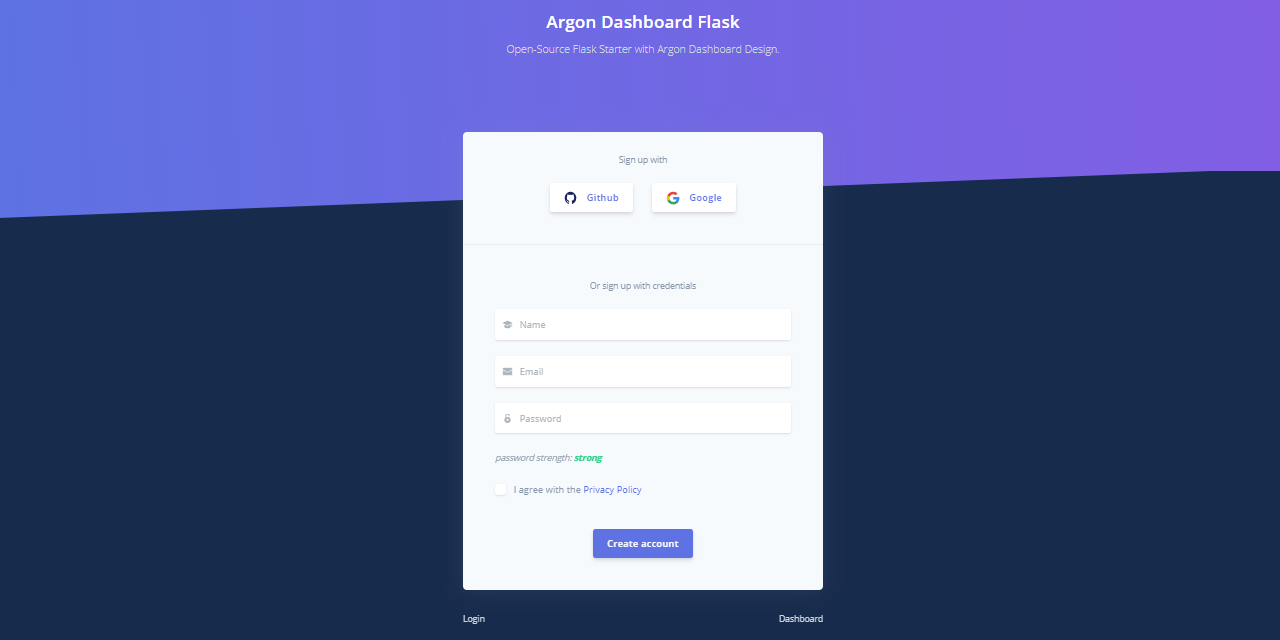 Argon Dashboard Flask
Open-Source Flask Starter with Argon Dashboard Design.
Sign up with
Github Google
Or sign up with credentials
Name
Email
Password
password strength: strong
I agree with the Privacy Policy
Create account
Login Dashboard